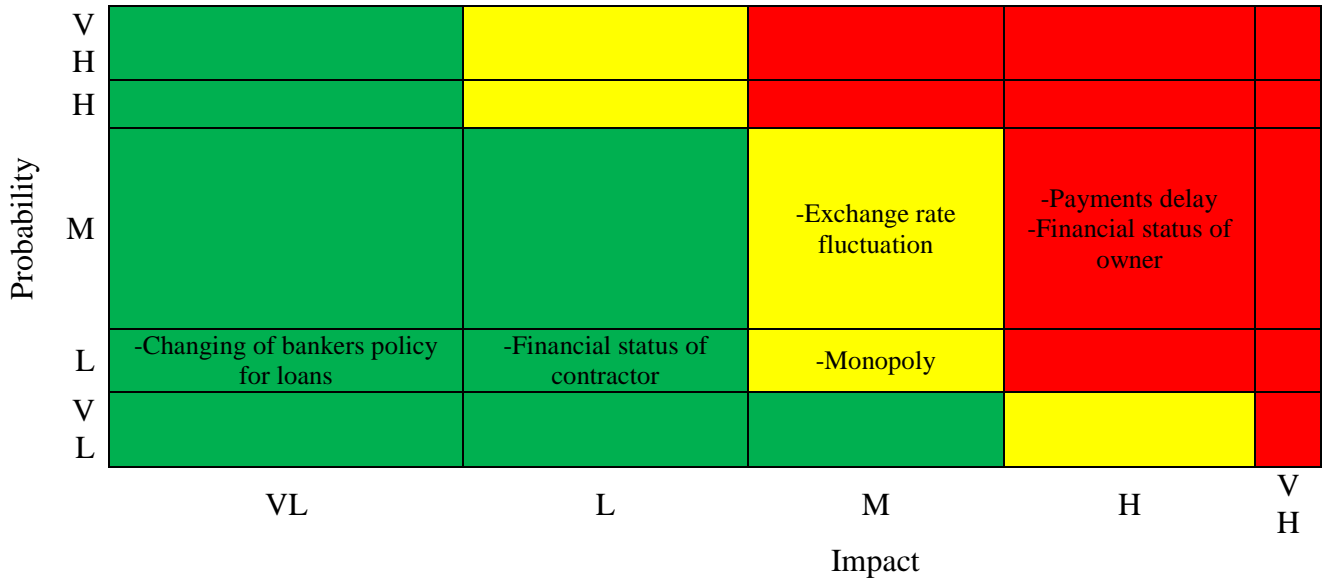 V
H
H
Probability
M
-Exchange rate
fluctuation
-Payments delay
-Financial status of
owner
L
-Changing of bankers policy
for loans
-Financial status of
contractor
-Monopoly
V
L
VL
L
M
H
V
H
Impact